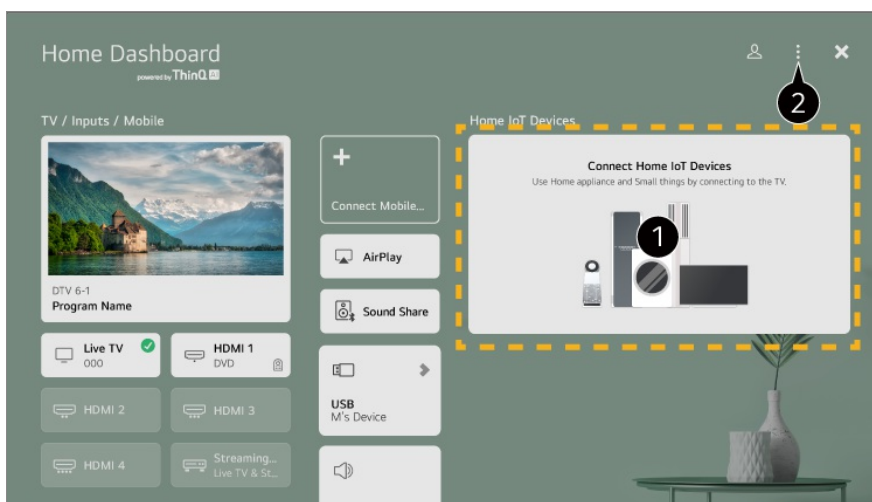 Home Dashboard
powered by ThinQ AI
2
TV / Inputs / Mobile
Home IoT Devices
DTV 6-1
Program Name
Live TV
000
HDMI 1
DVD
HDMI 2
HDMI 3
HDMI 4
Streaming...
Live TV & St...
+
Connect Mobile...
AirPlay
Sound Share
USB
M's Device
Connect Home IoT Devices
Use Home appliance and Small things by connecting to the TV.
1